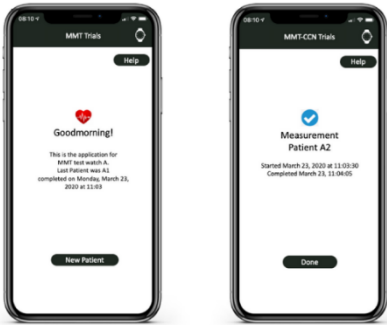 08:10
MMT Trials
Help
Goodmorning!
This is the application for
MMT test watch A.
Last Patient was A1
completed on Monday, March 23,
2020 at 11:03
New Patient
08:10
MMT-CCN Trials
Help
Measurement
Patient A2
Started March 23, 2020 at 11:03:30
Completed March 23, 11:04:05
Done